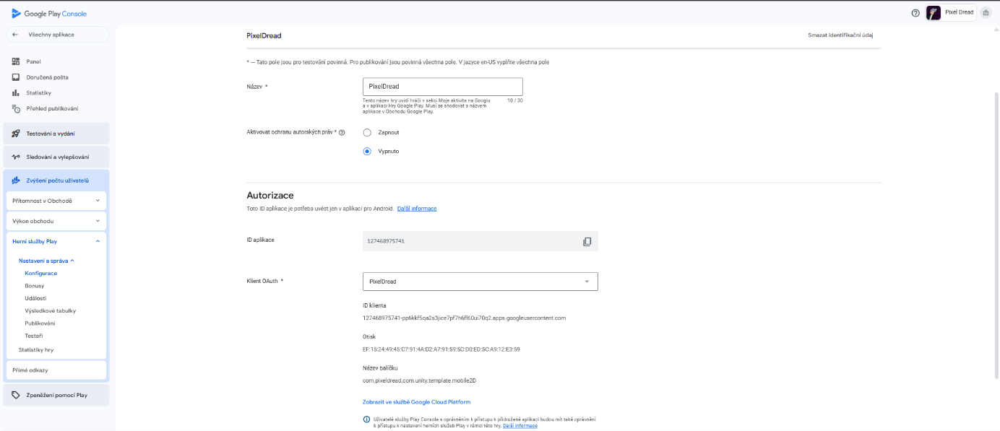 Google Play Console
Pixel Dread
Všechny aplikace
Panel
Doručená pošta
Statistiky
Přehled publikování
Testování a vydání
Sledování a vylepšování
Zvýšení počtu uživatelů
Přítomnost v Obchodě
Výkon obchodu
Herní služby Play
Nastavení a správa
Konfigurace
Bonusy
Události
Výsledkové tabulky
Publikování
Testeři
Statistiky hry
Přímé odkazy
Zpeněžení pomocí Play
PixelDread
Smazat identifikační údaj
* — Tato pole jsou pro testování povinná. Pro publikování jsou povinná všechna pole. V jazyce en-US vyplňte všechna pole
Název *
PixelDread
Tento název hry uvidí hráči v sekci Moje aktivita na Googlu
10 / 30
a v aplikaci Hry Google Play. Musí se shodovat s názvem
aplikace v Obchodu Google Play.
Aktivovat ochranu autorských práv *
Zapnout
Vypnuto
Autorizace
Toto ID aplikace je potřeba uvést jen v aplikaci pro Android. Další informace
ID aplikace
127468975741
Klient OAuth *
PixelDread
ID klienta
127468975741-pp6kkf5qa2s3jice7pf7h6fl60ui70q2.apps.googleusercontent.com
Otisk
EF:15:24:49:45:C7:91:4A:D2:A7:91:59:5C:D0:ED:5C:A9:12:E3:59
Název balíčku
com.pixeldread.com.unity.template.mobile2D
Zobrazit ve službě Google Cloud Platform
Uživatelé služby Play Console s oprávněním k přístupu k přidružené aplikaci budou mít také oprávnění
k přístupu k nastavení herních služeb Play v rámci této hry. Další informace